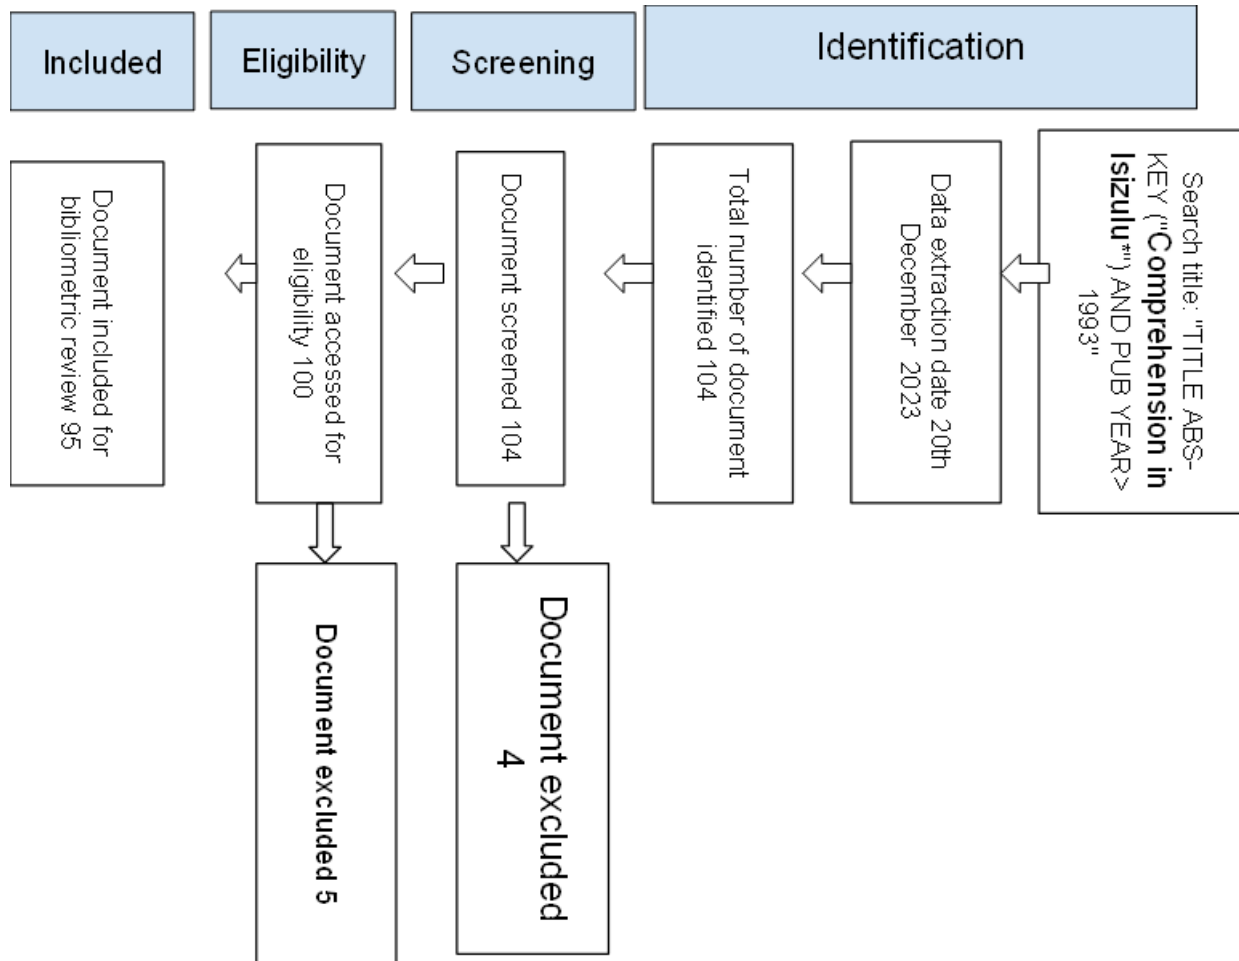 Included
Eligibility
Screening
Identification
Search title: "TITLE ABS-
KEY ("Comprehension in
Isizulu*") AND PUB YEAR>
1993"
Data extraction date 20th
December 2023
Total number of document
identified 104
Document screened 104
Document accessed for
eligibility 100
Document included for
bibliometric review 95
Document excluded
4
Document excluded 5